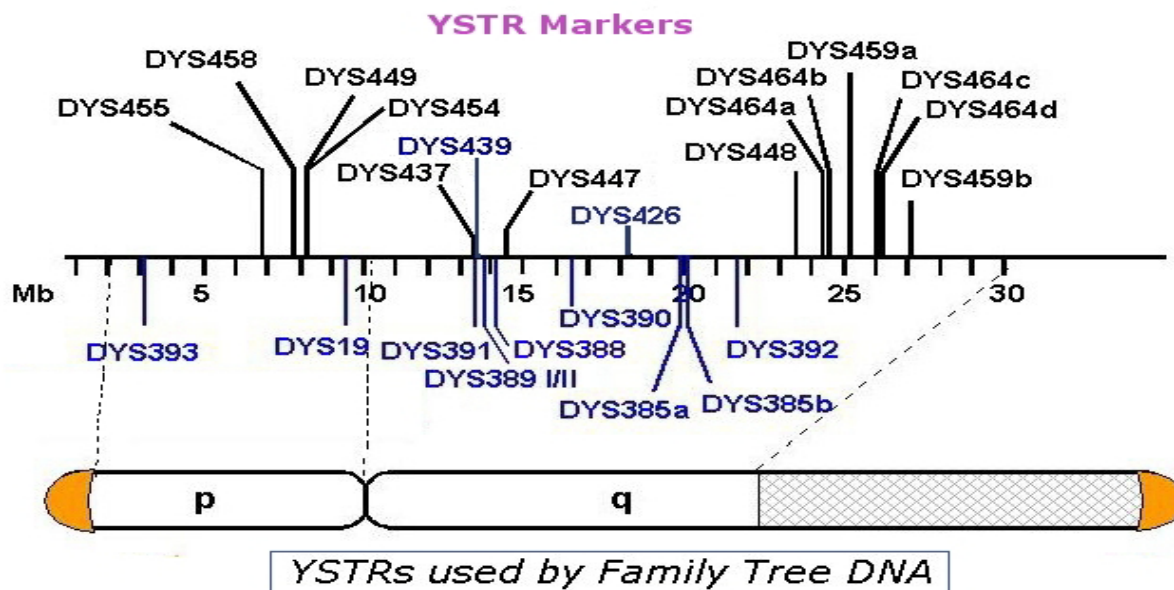 YSTR Markers
DYS459a
DYS458
DYS449
DYS464b
DYS464c
DYS455
DYS454
DYS464a
DYS464d
DYS439
DYS448
DYS437
DYS447
DYS459b
DYS426
Mb 5 10 15 20 25 30
DYS390
DYS393
DYS19
DYS391
DYS388
DYS392
DYS389 I/II
DYS385a
DYS385b
p
q
YSTRs used by Family Tree DNA